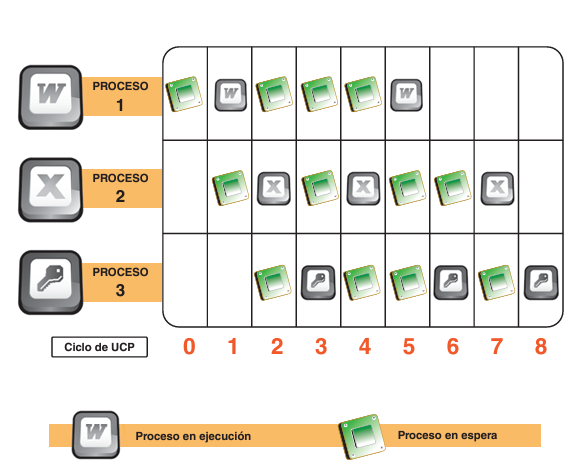 W
PROCESO
1
W
W
X
PROCESO
2
X
X
X
PROCESO
3
Ciclo de UCP
0 1 2 3 4 5 6 7 8
W
Proceso en ejecución
Proceso en espera